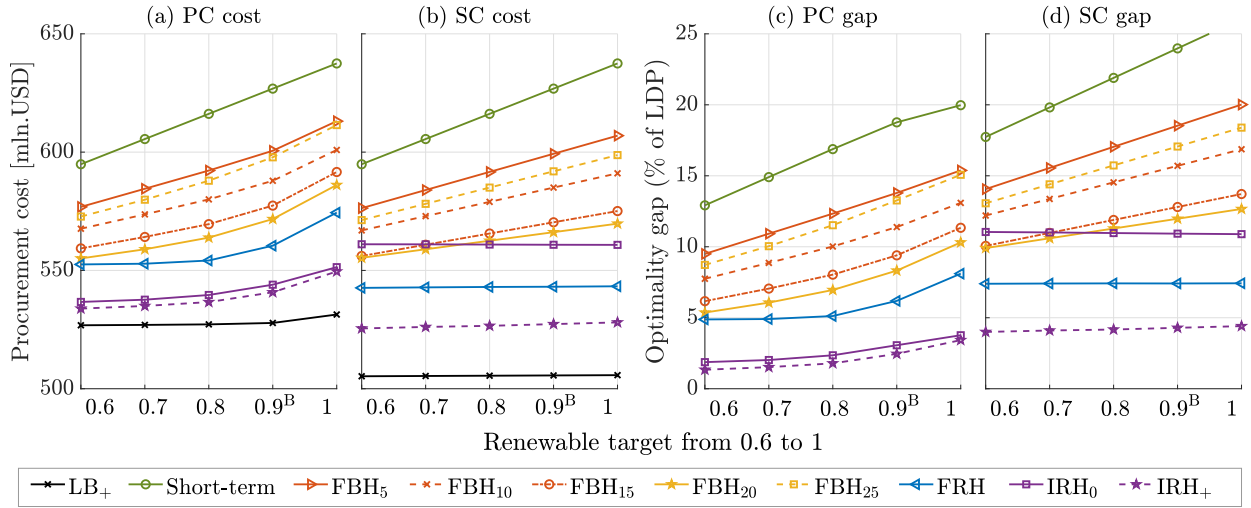 (a) PC cost
(b) SC cost
(c) PC gap
(d) SC gap
Procurement cost [mln.USD]
650
600
550
500
0.6 0.7 0.8 0.9ᴮ 1
0.6 0.7 0.8 0.9ᴮ 1
Optimality gap (% of LDP)
25
20
15
10
5
0
0.6 0.7 0.8 0.9ᴮ 1
0.6 0.7 0.8 0.9ᴮ 1
Renewable target from 0.6 to 1
LB₊ Short-term FBH₅ FBH₁₀ FBH₁₅ FBH₂₀ FBH₂₅ FRH IRH₀ IRH₊